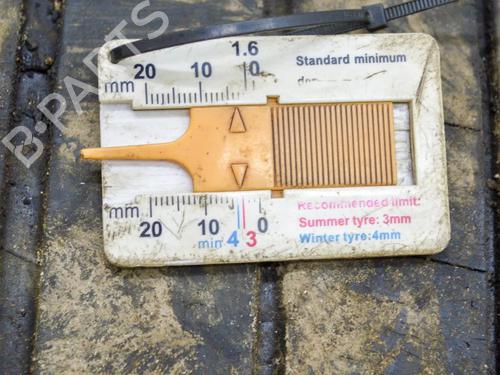 1.6
20 10 0
mm
Standard minimum
B-PARTS
mm
20 10 0
min 4 3
Recommended limit:
Summer tyre: 3mm
Winter tyre: 4mm